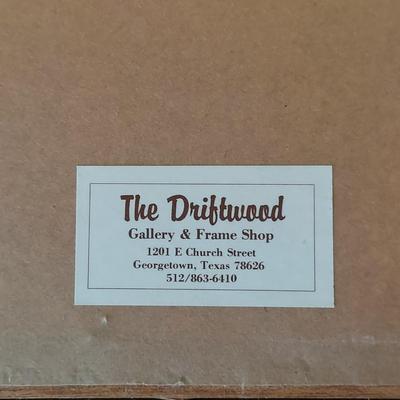 The Driftwood
Gallery & Frame Shop
1201 E Church Street
Georgetown, Texas 78626
512/863-6410